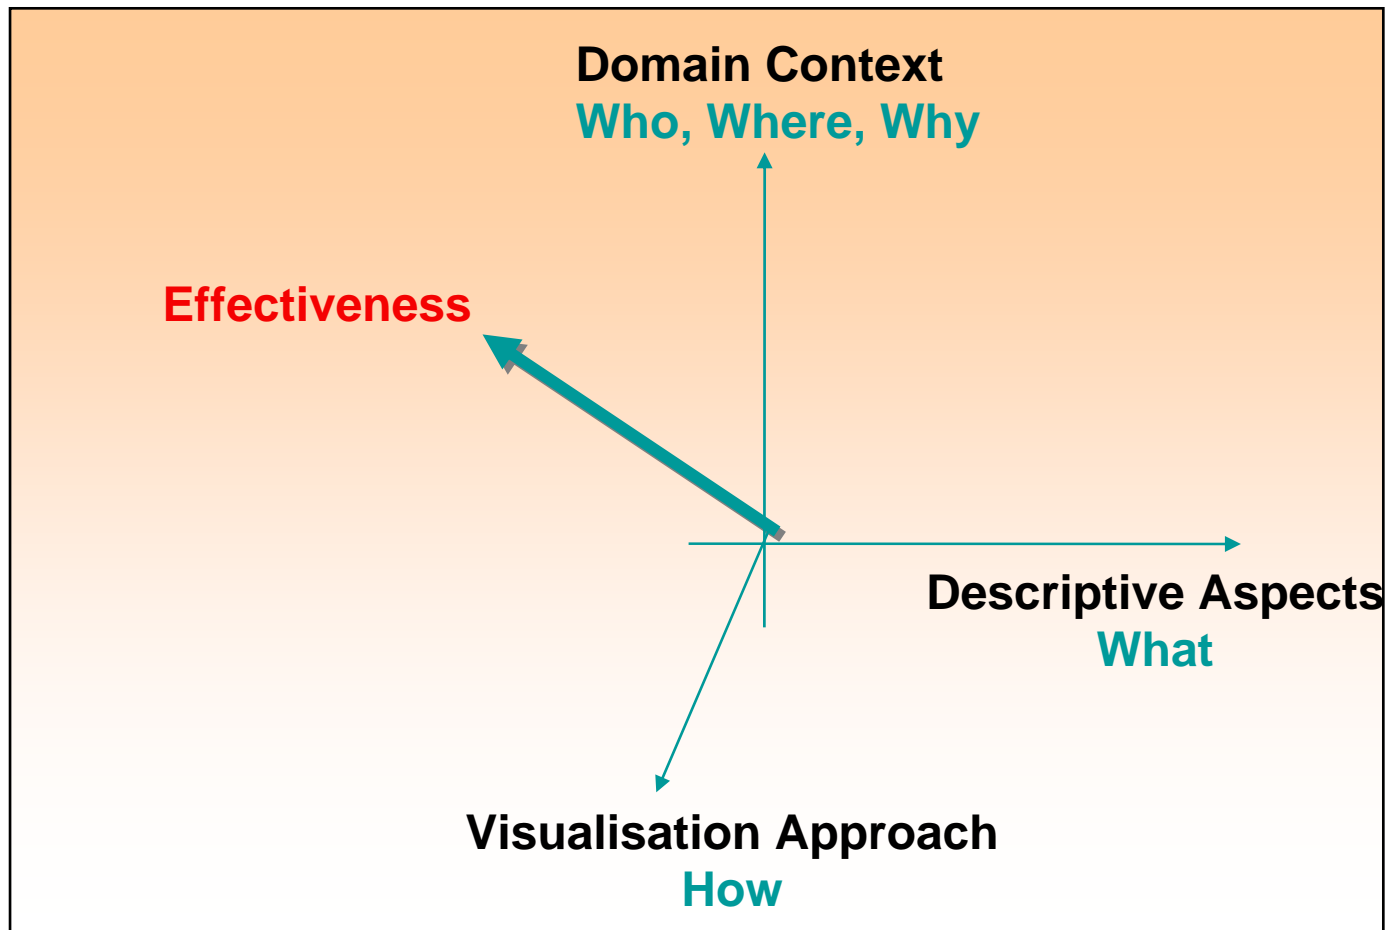 Domain Context
Who, Where, Why
Effectiveness
Descriptive Aspects
What
Visualisation Approach
How